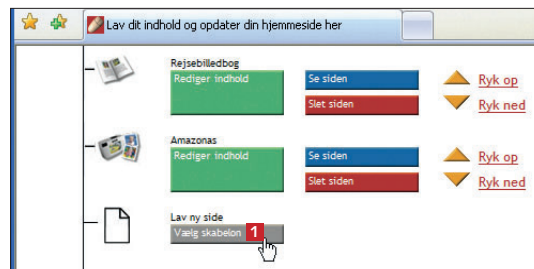 Lav dit indhold og opdater din hjemmeside her
Rejsebilledbog
Rediger indhold
Se siden
Slet siden
Ryk op
Ryk ned
Amazonas
Rediger indhold
Se siden
Slet siden
Ryk op
Ryk ned
Lav ny side
Vælg skabelon 1